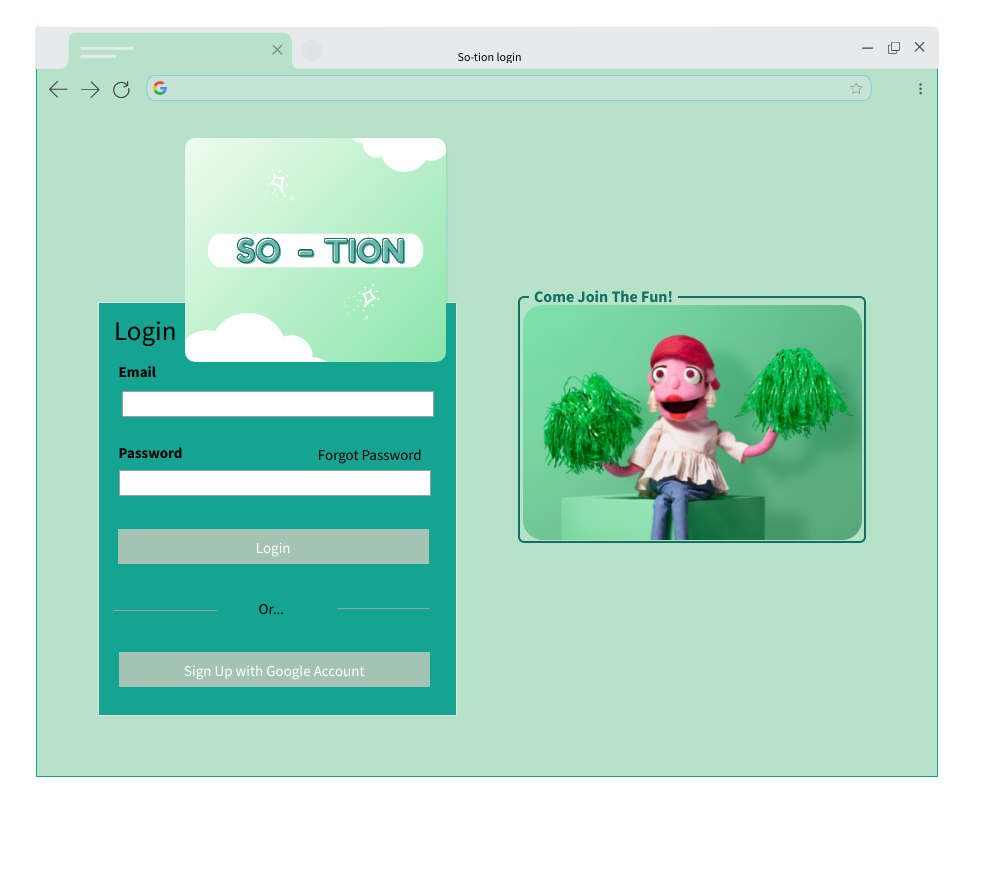 So-tion login
SO - TION
Login
Email
Password
Forgot Password
Login
Or...
Sign Up with Google Account
Come Join The Fun!